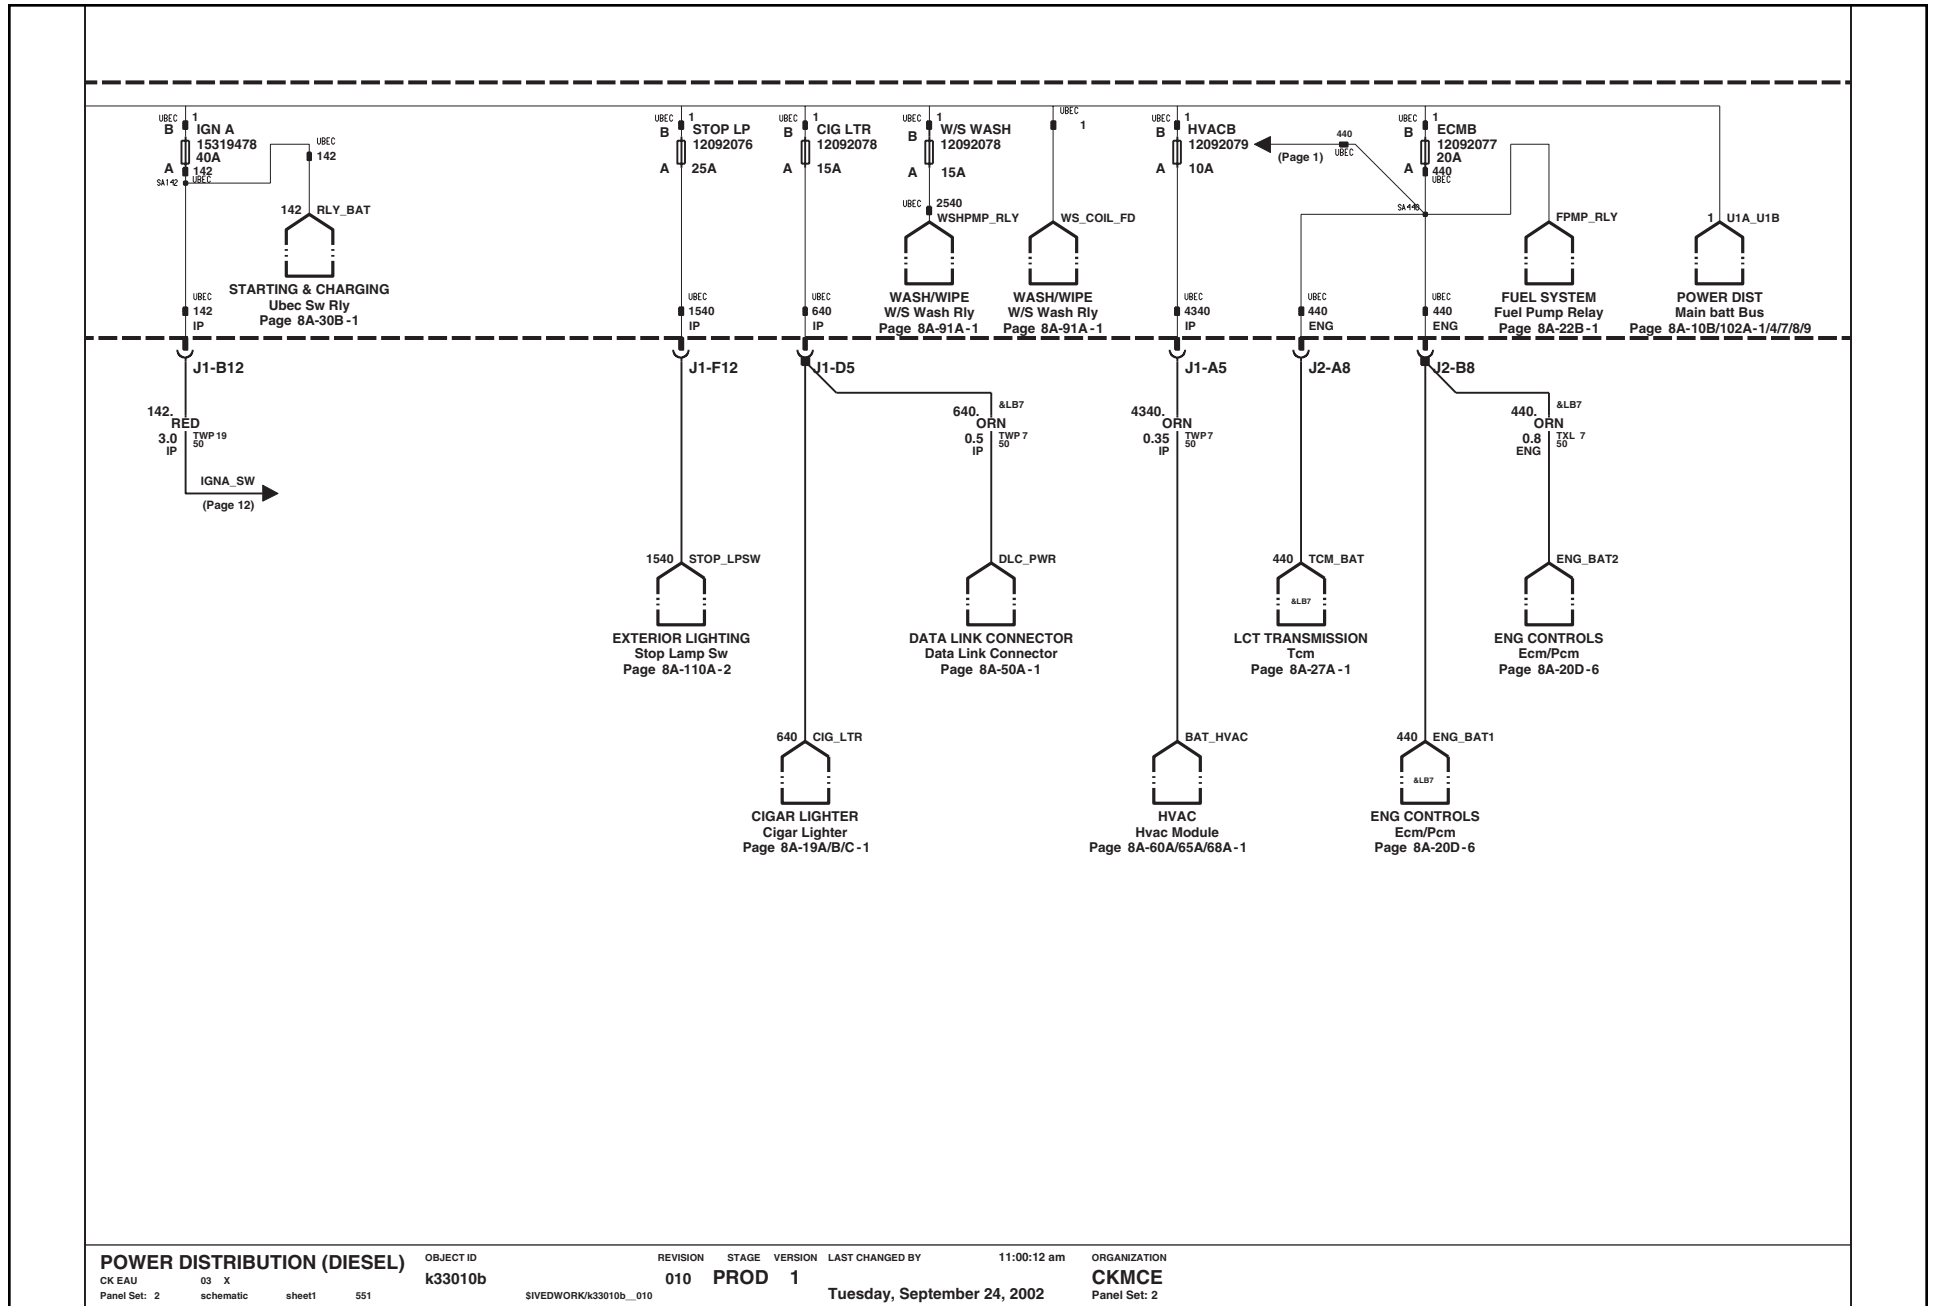 UBEC 1 UBEC 1 UBEC 1 UBEC 1 UBEC 1 UBEC 1 UBEC 1
B IGN A
15319478
40A
A 142
SA142 UBEC
UBEC
142
142 RLY_BAT
STARTING & CHARGING
Ubec Sw Rly
Page 8A-30B-1
UBEC
142
IP
B STOP LP
12092076
A 25A
UBEC
1540
IP
B CIG LTR
12092078
A 15A
UBEC
640
IP
B W/S WASH
12092078
A 15A
UBEC 2540
WSHPMP_RLY
WASH/WIPE
W/S Wash Rly
Page 8A-91A-1
WS_COIL_FD
WASH/WIPE
W/S Wash Rly
Page 8A-91A-1
B HVACB
12092079
A 10A
UBEC
4340
IP
440
UBEC
(Page 1)
B ECMB
12092077
20A
A 440
UBEC
SA440
UBEC
440
ENG
UBEC
440
ENG
FPMP_RLY
FUEL SYSTEM
Fuel Pump Relay
Page 8A-22B-1
1 U1A_U1B
POWER DIST
Main batt Bus
Page 8A-10B/102A-1/4/7/8/9
J1-B12 J1-F12 J1-D5 J1-A5 J2-A8 J2-B8
142.
RED
3.0 TWP 19
50
IP
IGNA_SW
(Page 12)
&LB7
640.
ORN
0.5 TWP 7
50
IP
4340.
ORN
0.35 TWP 7
50
IP
&LB7
440.
ORN
0.8 TXL 7
50
ENG
1540 STOP_LPSW
EXTERIOR LIGHTING
Stop Lamp Sw
Page 8A-110A-2
DLC_PWR
DATA LINK CONNECTOR
Data Link Connector
Page 8A-50A-1
440 TCM_BAT
&LB7
LCT TRANSMISSION
Tcm
Page 8A-27A-1
ENG_BAT2
ENG CONTROLS
Ecm/Pcm
Page 8A-20D-6
640 CIG_LTR
CIGAR LIGHTER
Cigar Lighter
Page 8A-19A/B/C-1
BAT_HVAC
HVAC
Hvac Module
Page 8A-60A/65A/68A-1
440 ENG_BAT1
&LB7
ENG CONTROLS
Ecm/Pcm
Page 8A-20D-6
POWER DISTRIBUTION (DIESEL) OBJECT ID REVISION STAGE VERSION LAST CHANGED BY 11:00:12 am ORGANIZATION
CK EAU 03 X k33010b 010 PROD 1 CKMCE
Panel Set: 2 schematic sheet1 551 $IVEDWORK/k33010b__010 Tuesday, September 24, 2002 Panel Set: 2